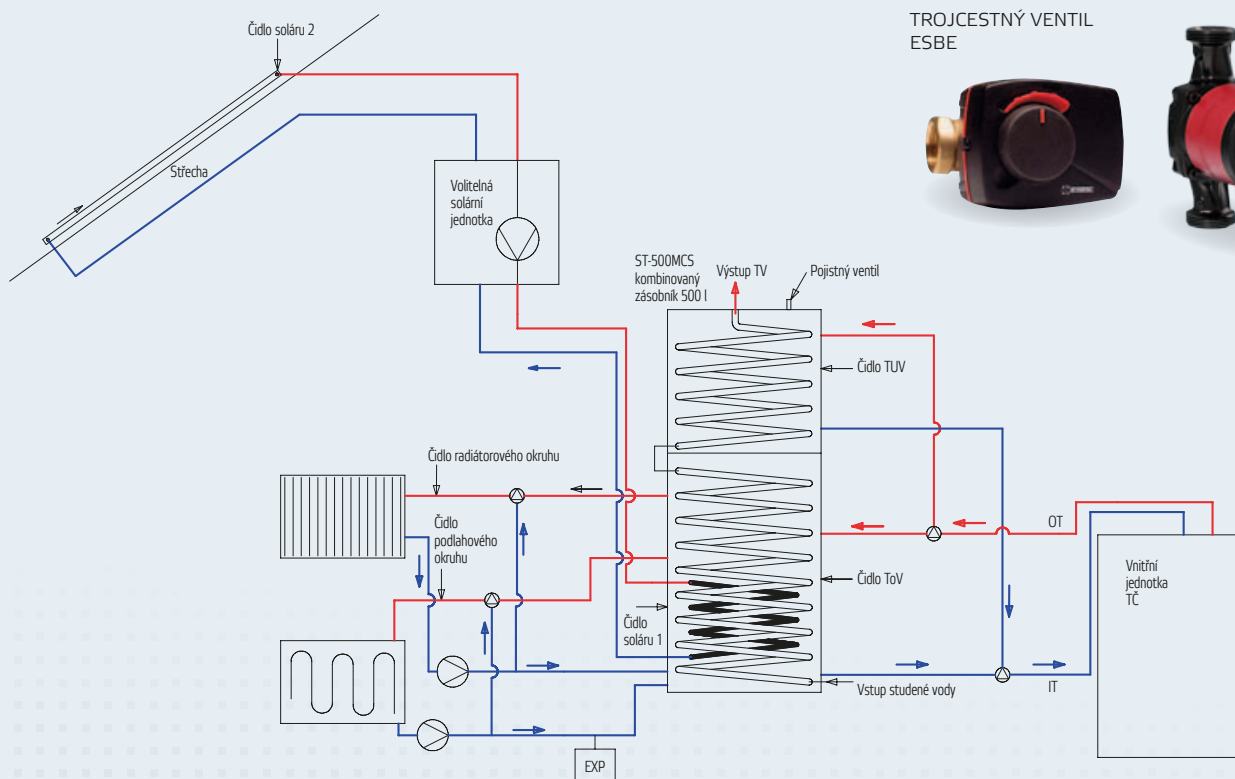 TROJCESTNÝ VENTIL
ESBE
Čidlo soláru 2
Střecha
Volitelná
solární
jednotka
ST-500MCS
kombinovaný
zásobník 500 l
Výstup TV
Pojistný ventil
Čidlo TUV
Čidlo radiátorového okruhu
Čidlo
podlahového
okruhu
OT
Vnitřní
jednotka
TČ
Čidlo ToV
Čidlo
soláru 1
Vstup studené vody
IT
EXP